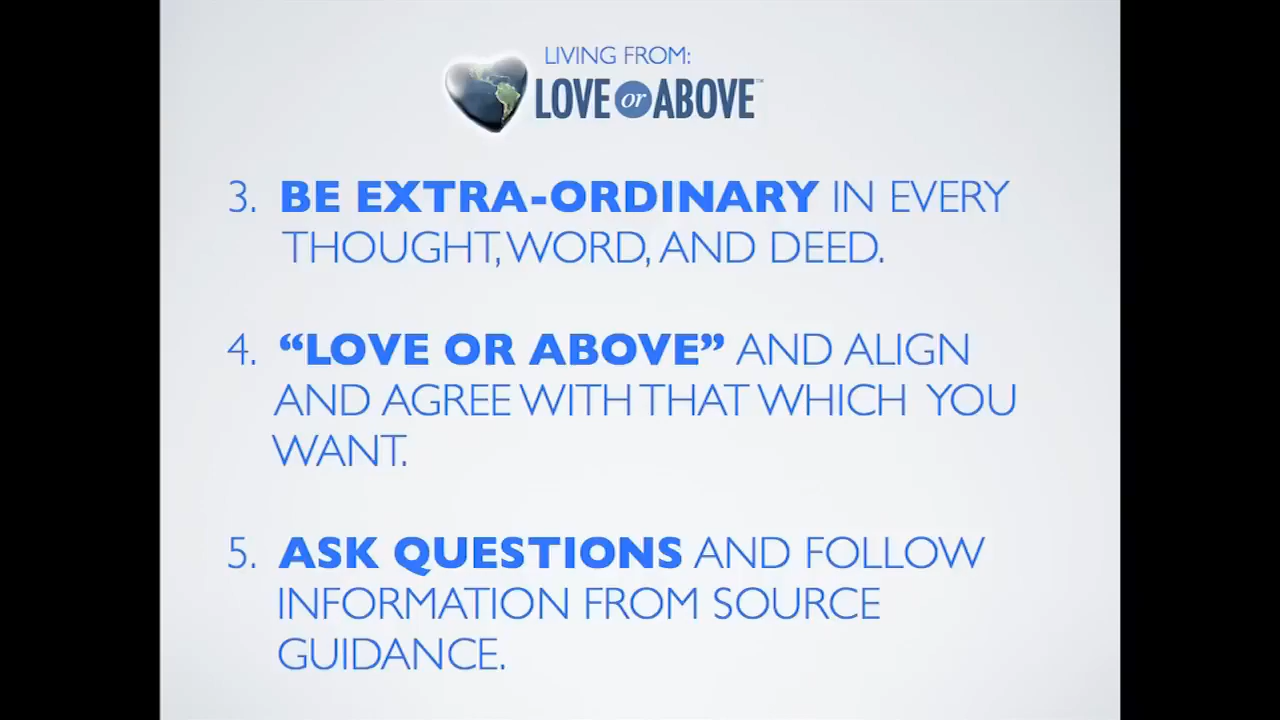 LIVING FROM:
LOVE or ABOVE™
3. BE EXTRA-ORDINARY IN EVERY
THOUGHT, WORD, AND DEED.
4. “LOVE OR ABOVE” AND ALIGN
AND AGREE WITH THAT WHICH YOU
WANT.
5. ASK QUESTIONS AND FOLLOW
INFORMATION FROM SOURCE
GUIDANCE.